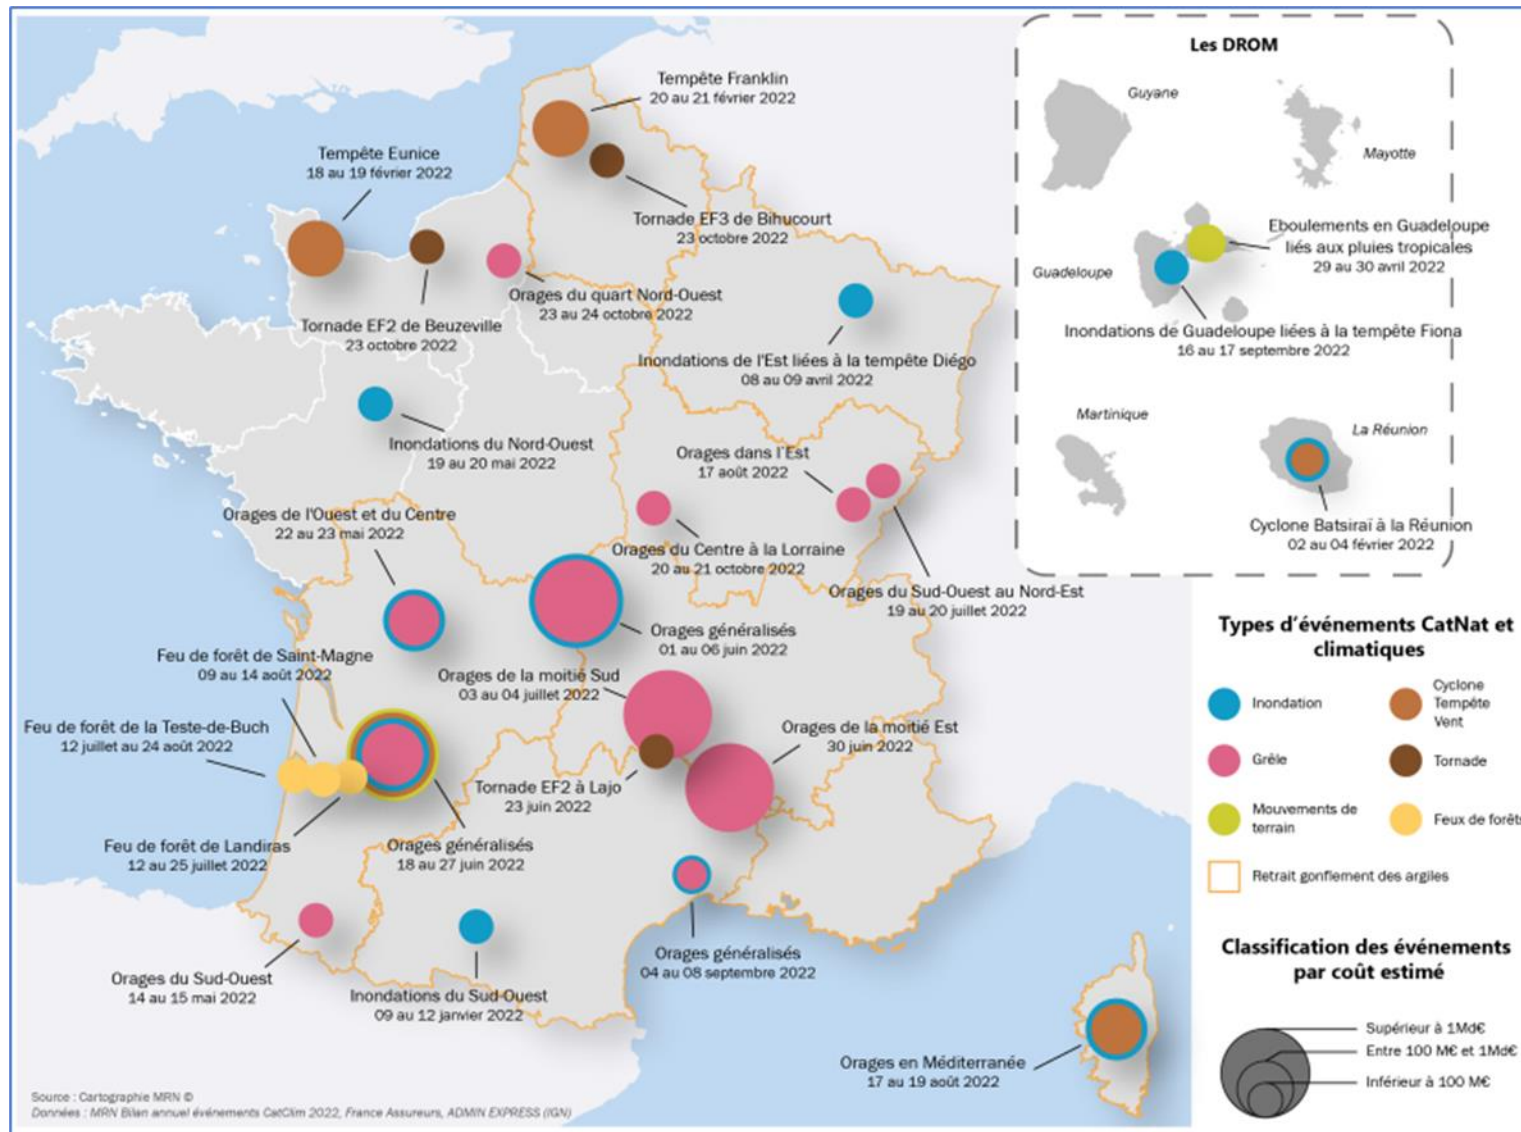 Les DROM
Tempête Franklin
20 au 21 février 2022
Guyane
Mayotte
Tempête Eunice
18 au 19 février 2022
Tornade EF3 de Bihucourt
23 octobre 2022
Eboulements en Guadeloupe
liés aux pluies tropicales
29 au 30 avril 2022
Guadeloupe
Orages du quart Nord-Ouest
23 au 24 octobre 2022
Tornade EF2 de Beuzeville
23 octobre 2022
Inondations de Guadeloupe liées à la tempête Fiona
16 au 17 septembre 2022
Inondations de l'Est liées à la tempête Diégo
08 au 09 avril 2022
Martinique
La Réunion
Inondations du Nord-Ouest
19 au 20 mai 2022
Orages dans l'Est
17 août 2022
Orages de l'Ouest et du Centre
22 au 23 mai 2022
Cyclone Batsiraï à la Réunion
02 au 04 février 2022
Orages du Centre à la Lorraine
20 au 21 octobre 2022
Orages du Sud-Ouest au Nord-Est
19 au 20 juillet 2022
Orages généralisés
01 au 06 juin 2022
Feu de forêt de Saint-Magne
09 au 14 août 2022
Orages de la moitié Sud
03 au 04 juillet 2022
Feu de forêt de la Teste-de-Buch
12 juillet au 24 août 2022
Orages de la moitié Est
30 juin 2022
Tornade EF2 à Lajo
23 juin 2022
Feu de forêt de Landiras
12 au 25 juillet 2022
Orages généralisés
18 au 27 juin 2022
Orages généralisés
04 au 08 septembre 2022
Orages du Sud-Ouest
14 au 15 mai 2022
Inondations du Sud-Ouest
09 au 12 janvier 2022
Orages en Méditerranée
17 au 19 août 2022
Types d'événements CatNat et
climatiques
Inondation
Cyclone
Tempête
Vent
Grêle
Tornade
Mouvements de
terrain
Feux de forêts
Retrait gonflement des argiles
Classification des événements
par coût estimé
Supérieur à 1Md€
Entre 100 M€ et 1Md€
Inférieur à 100 M€
Source : Cartographie MRN ©
Données : MRN Bilan annuel événements CatClim 2022, France Assureurs, ADMIN EXPRESS (IGN)